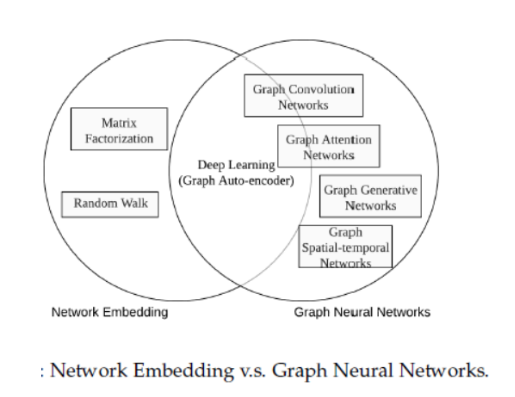 Graph Convolution
Networks
Matrix
Factorization
Graph Attention
Networks
Deep Learning
(Graph Auto-encoder)
Graph Generative
Networks
Random Walk
Graph
Spatial-temporal
Networks
Network Embedding
Graph Neural Networks
: Network Embedding v.s. Graph Neural Networks.